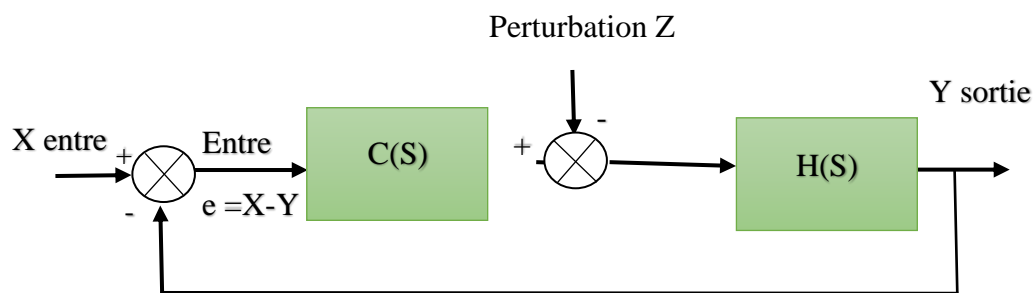 Perturbation Z
Y sortie
X entre
+
Entre
C(S)
+
-
H(S)
-
e =X-Y